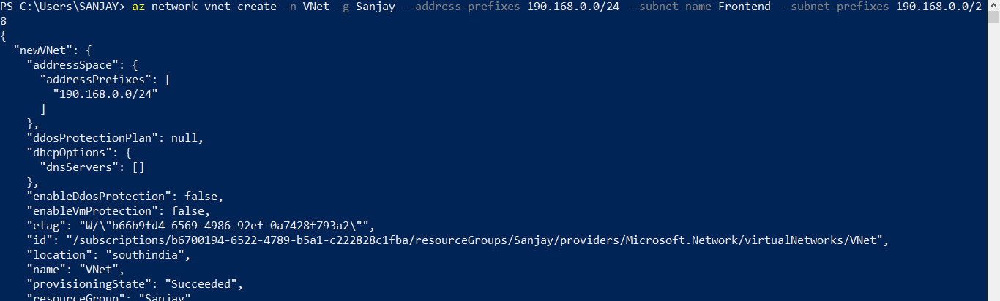 PS C:\Users\SANJAY> az network vnet create -n VNet -g Sanjay --address-prefixes 190.168.0.0/24 --subnet-name Frontend --subnet-prefixes 190.168.0.0/2
8
{
  "newVNet": {
    "addressSpace": {
      "addressPrefixes": [
        "190.168.0.0/24"
      ]
    },
    "ddosProtectionPlan": null,
    "dhcpOptions": {
      "dnsServers": []
    },
    "enableDdosProtection": false,
    "enableVmProtection": false,
    "etag": "W/\"b66b9fd4-6569-4986-92ef-0a7428f793a2\"",
    "id": "/subscriptions/b6700194-6522-4789-b5a1-c222828c1fba/resourceGroups/Sanjay/providers/Microsoft.Network/virtualNetworks/VNet",
    "location": "southindia",
    "name": "VNet",
    "provisioningState": "Succeeded",
    "resourceGroup": "Sanjay"